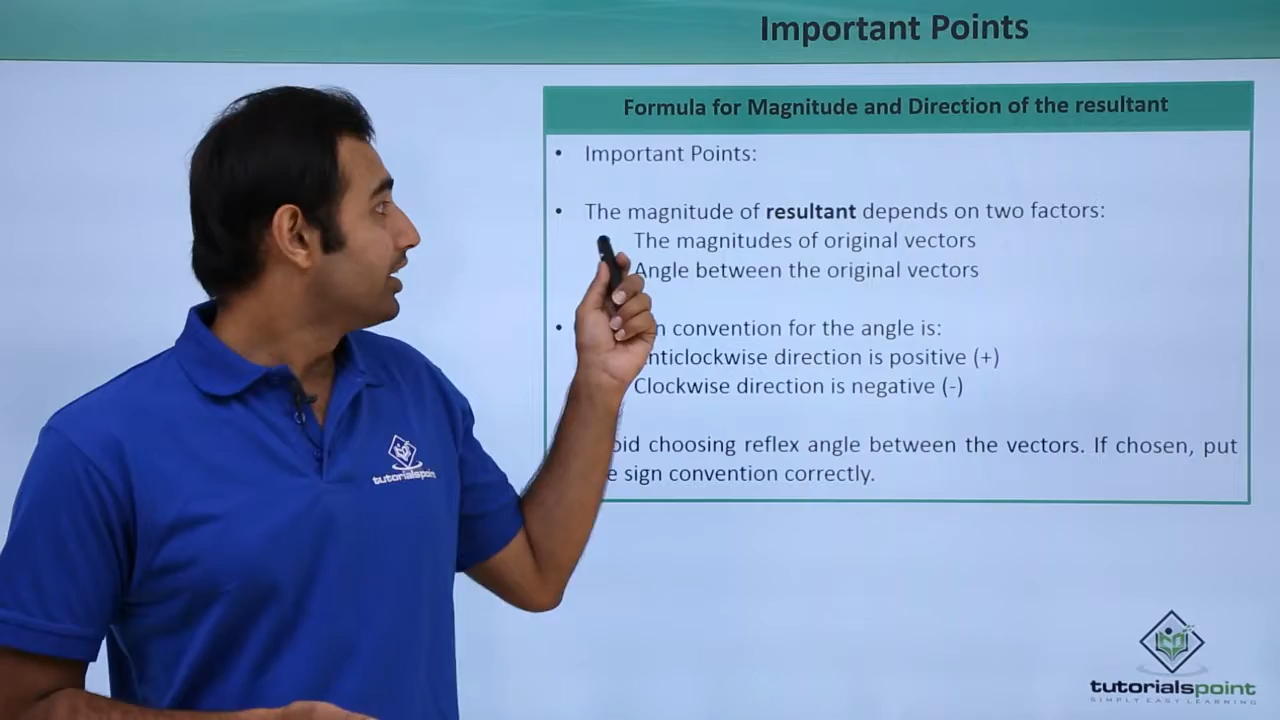 Important Points
Formula for Magnitude and Direction of the resultant
• Important Points:
• The magnitude of resultant depends on two factors:
The magnitudes of original vectors
Angle between the original vectors
• convention for the angle is:
direction is positive (+)
Clockwise direction is negative (-)
choosing reflex angle between the vectors. If chosen, put
sign convention correctly.
tutorialspoint
tutorialspoint
SIMPLY EASY LEARNING